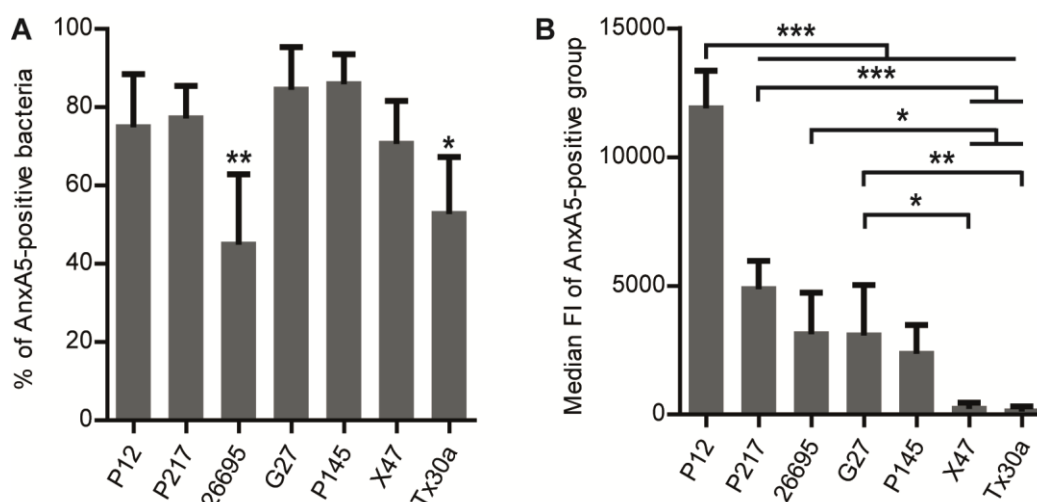 A
% of AnxA5-positive bacteria
100
80
60
40
20
0
**
*
P12
P217
26695
G27
P145
X47
Tx30a
B
Median FI of AnxA5-positive group
15000
10000
5000
0
***
***
*
**
*
P12
P217
26695
G27
P145
X47
Tx30a